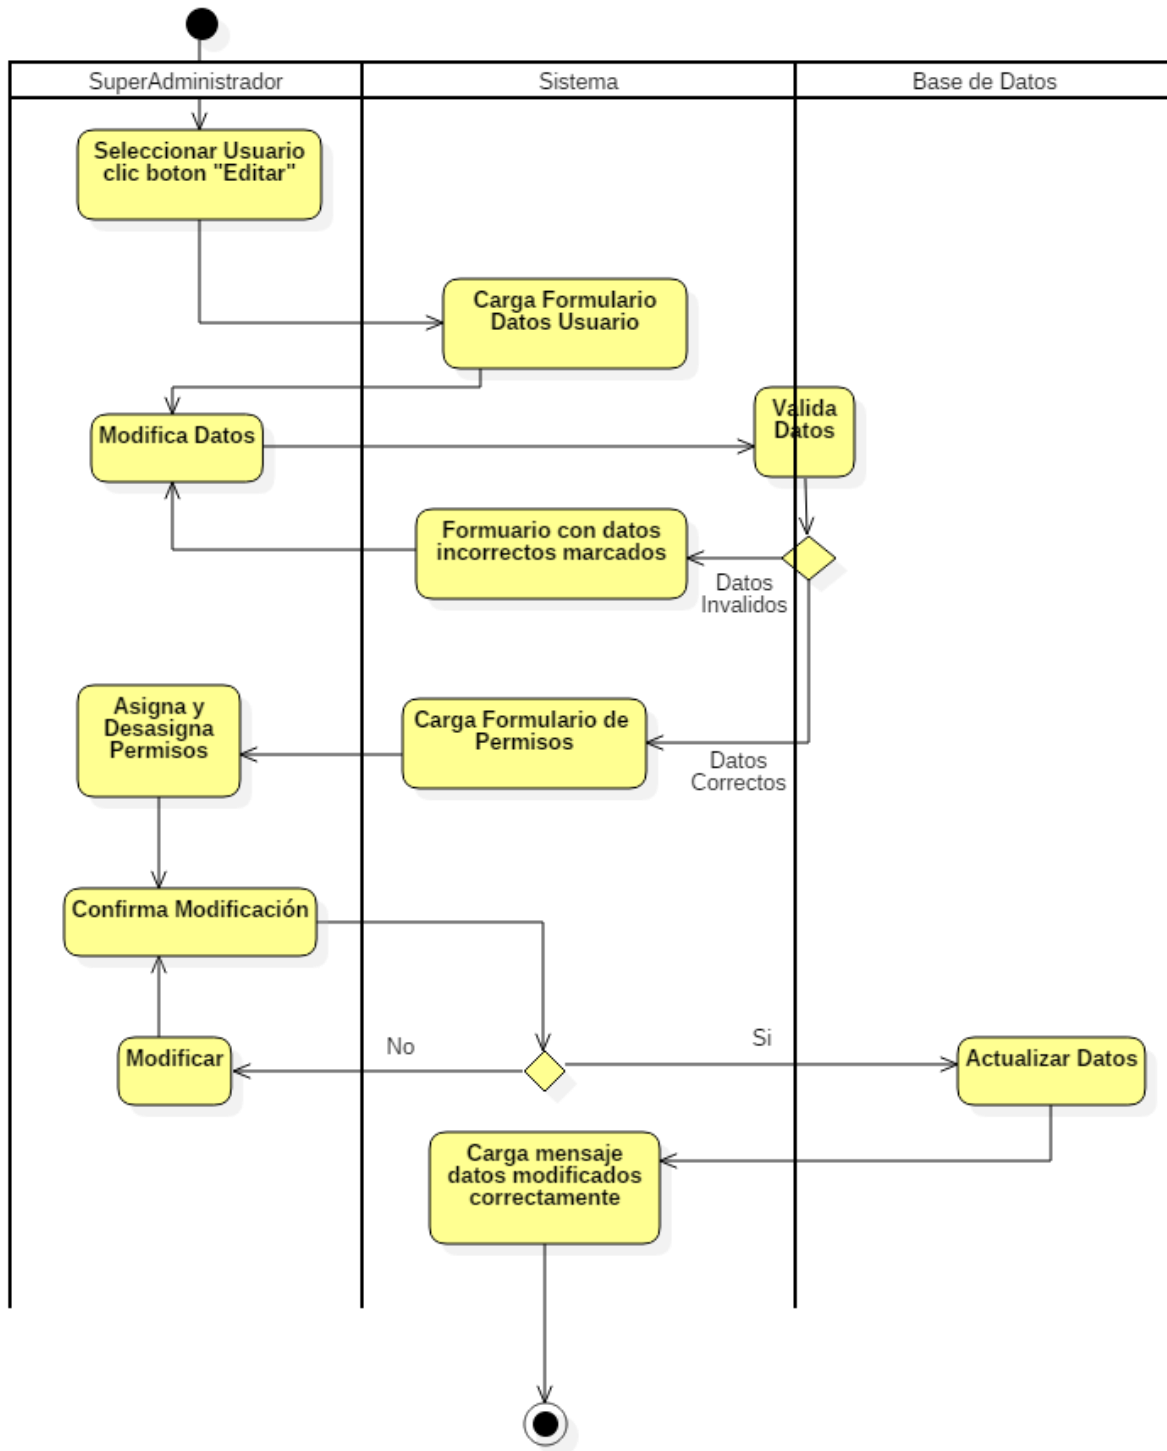 SuperAdministrador
Sistema
Base de Datos
Seleccionar Usuario
clic boton "Editar"
Carga Formulario
Datos Usuario
Modifica Datos
Valida
Datos
Formuario con datos
incorrectos marcados
Datos
Invalidos
Asigna y
Desasigna
Permisos
Carga Formulario de
Permisos
Datos
Correctos
Confirma Modificación
No
Si
Modificar
Actualizar Datos
Carga mensaje
datos modificados
correctamente